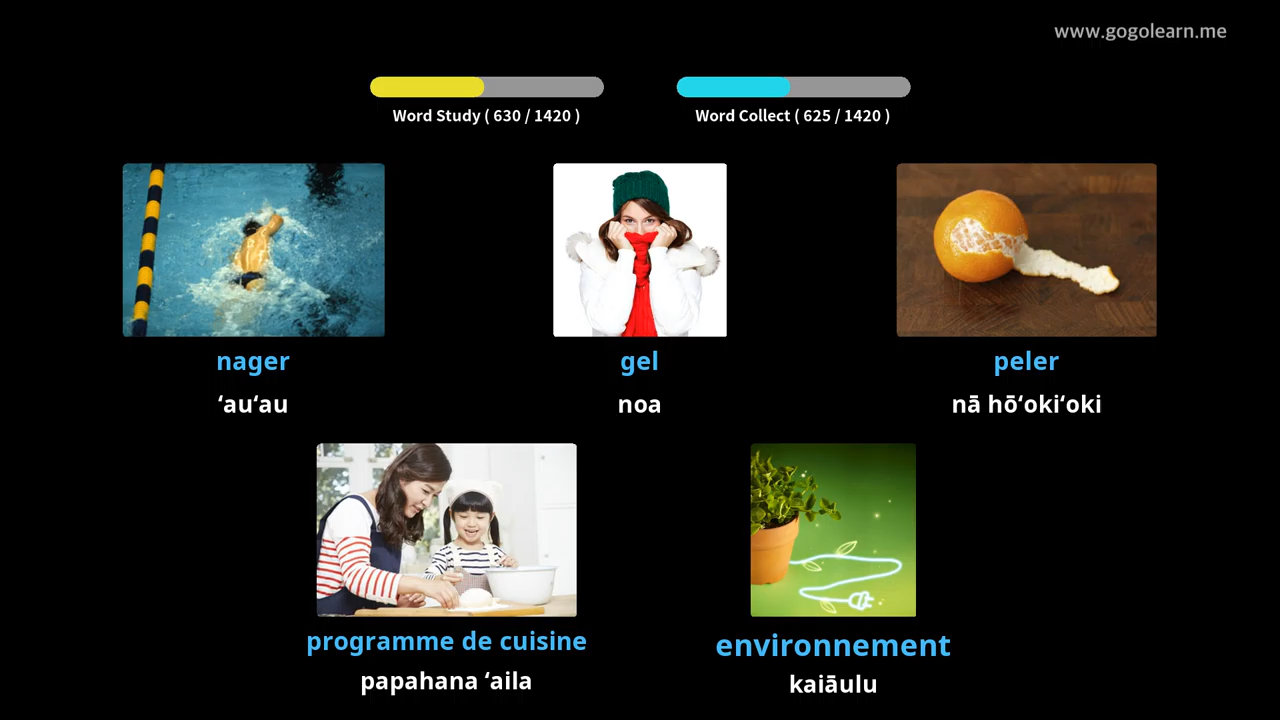 www.gogolearn.me
Word Study ( 630 / 1420 )
Word Collect ( 625 / 1420 )
nager
ʻauʻau
gel
noa
peler
nā hōʻokiʻoki
programme de cuisine
papahana ʻaila
environnement
kaiāulu